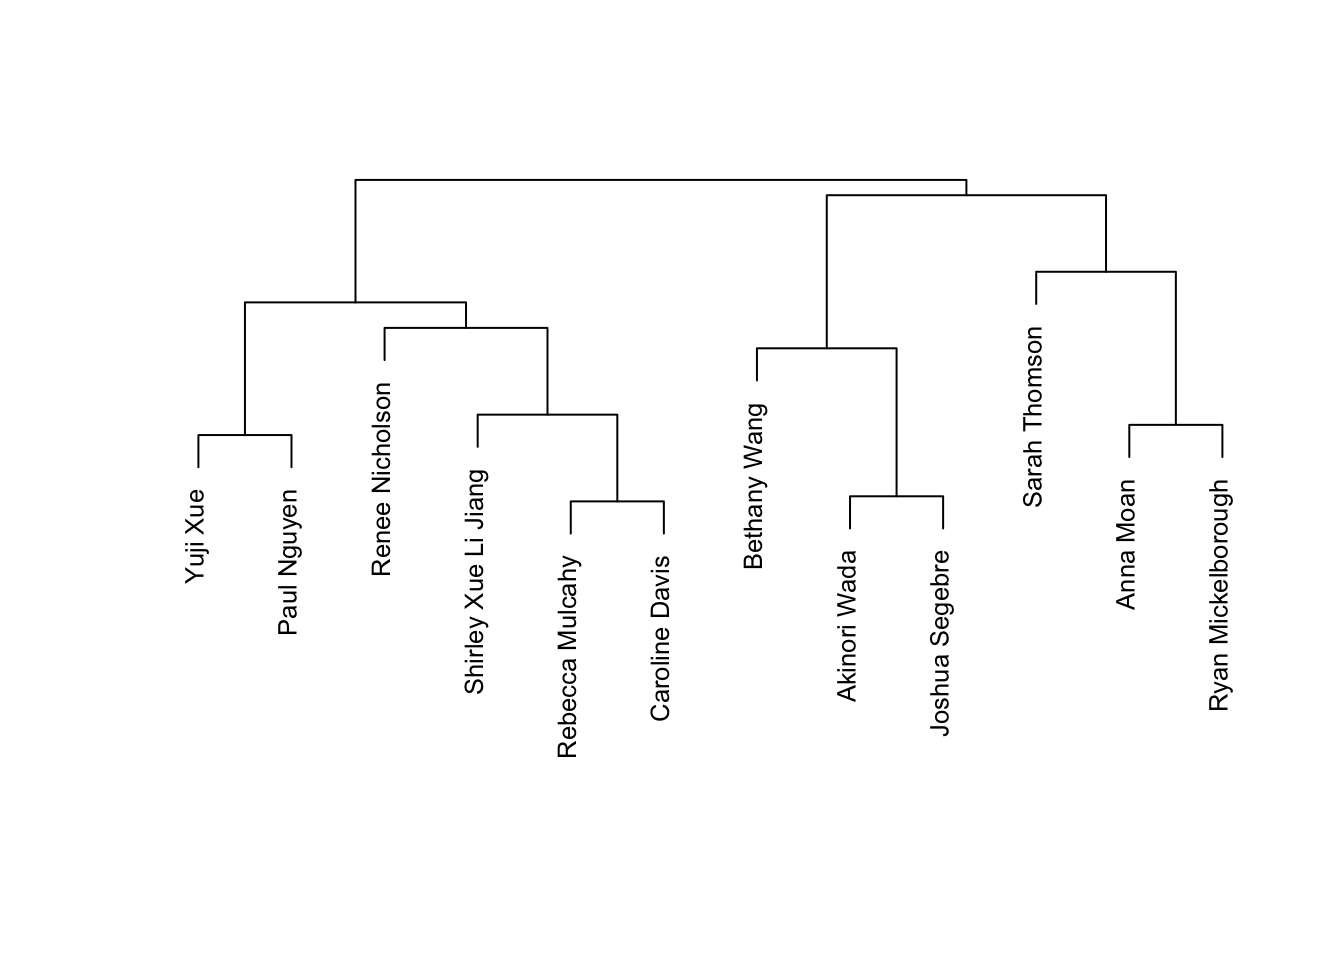 Yuji Xue
Paul Nguyen
Renee Nicholson
Shirley Xue Li Jiang
Rebecca Mulcahy
Caroline Davis
Bethany Wang
Akinori Wada
Joshua Segebre
Sarah Thomson
Anna Moan
Ryan Mickelborough